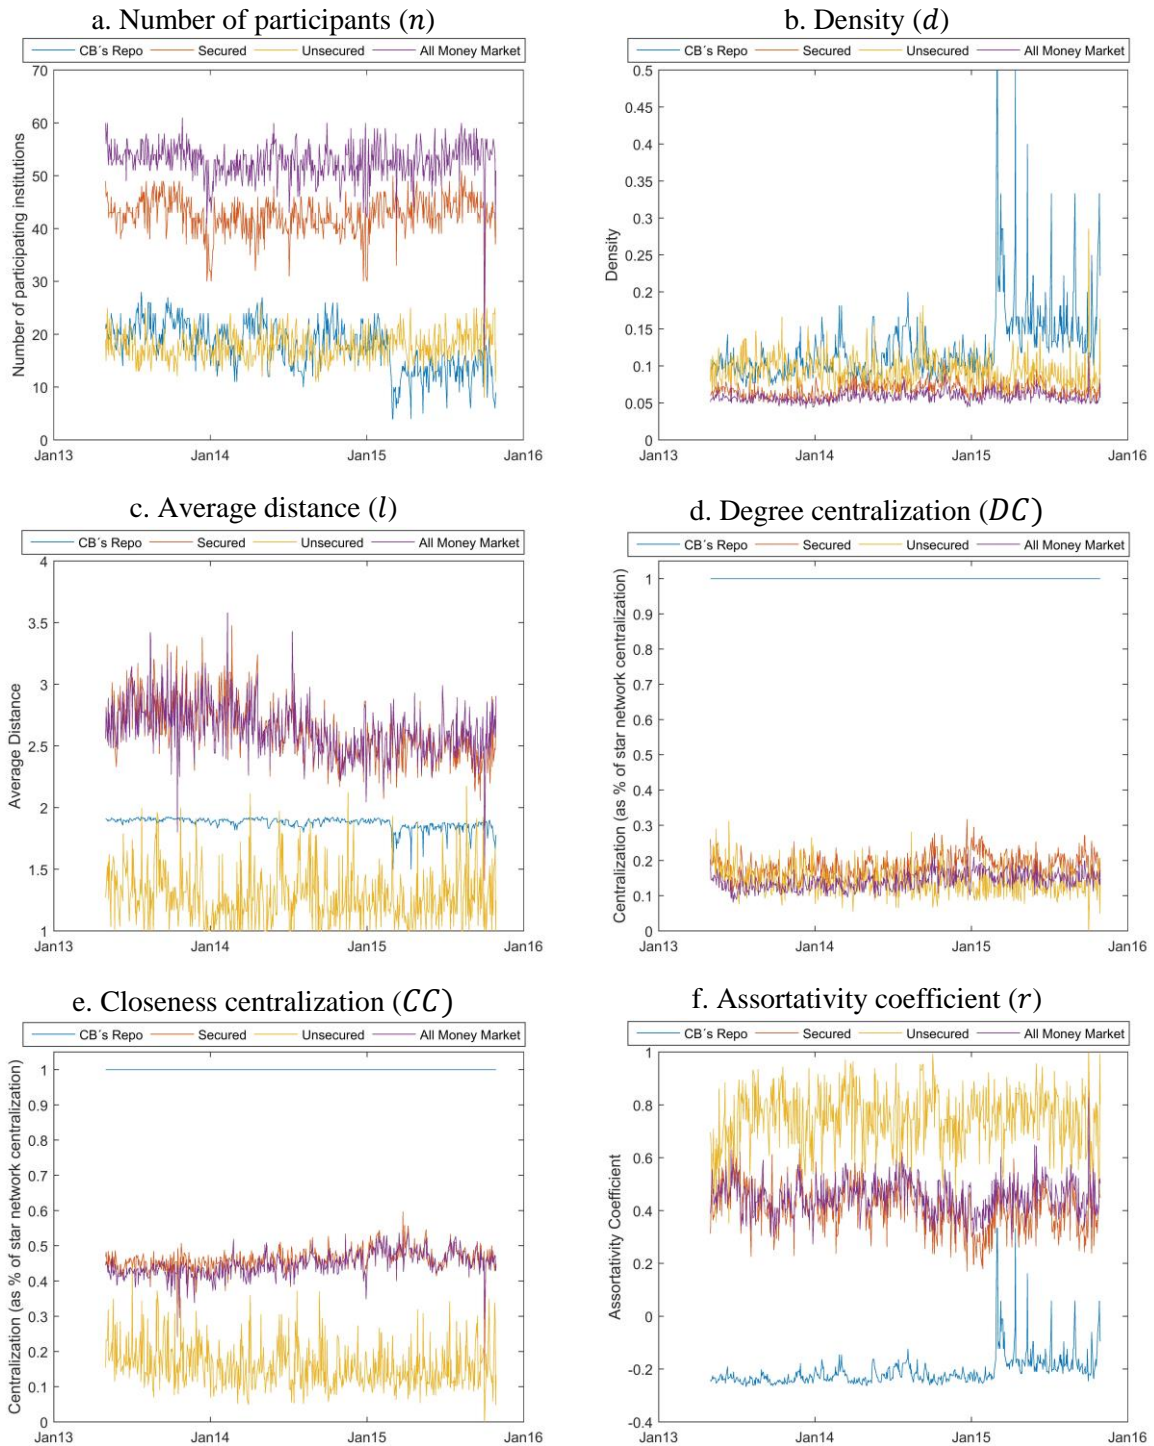 a. Number of participants (n)
CB´s Repo Secured Unsecured All Money Market
70
60
50
40
30
20
10
0
Number of participating institutions
Jan13 Jan14 Jan15 Jan16
b. Density (d)
CB´s Repo Secured Unsecured All Money Market
0.5
0.45
0.4
0.35
0.3
0.25
0.2
0.15
0.1
0.05
0
Density
Jan13 Jan14 Jan15 Jan16
c. Average distance (l)
CB´s Repo Secured Unsecured All Money Market
4
3.5
3
2.5
2
1.5
1
Average Distance
Jan13 Jan14 Jan15 Jan16
d. Degree centralization (DC)
CB´s Repo Secured Unsecured All Money Market
1
0.9
0.8
0.7
0.6
0.5
0.4
0.3
0.2
0.1
0
Centralization (as % of star network centralization)
Jan13 Jan14 Jan15 Jan16
e. Closeness centralization (CC)
CB´s Repo Secured Unsecured All Money Market
1
0.9
0.8
0.7
0.6
0.5
0.4
0.3
0.2
0.1
0
Centralization (as % of star network centralization)
Jan13 Jan14 Jan15 Jan16
f. Assortativity coefficient (r)
CB´s Repo Secured Unsecured All Money Market
1
0.8
0.6
0.4
0.2
0
-0.2
-0.4
Assortativity Coefficient
Jan13 Jan14 Jan15 Jan16